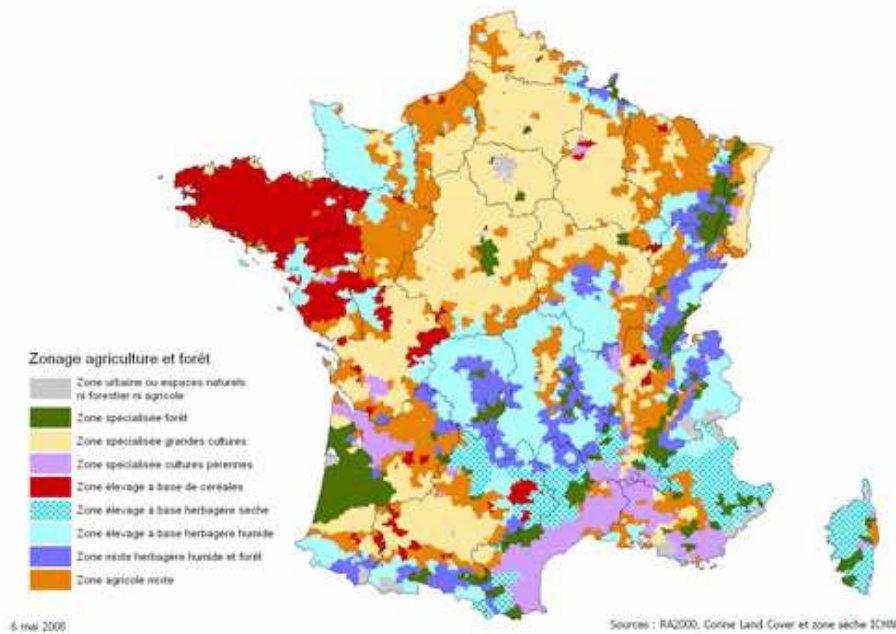 Zonage agriculture et forêt
Zone urbaine ou espaces naturels
ni forestier ni agricole
Zone spécialisée forêt
Zone spécialisée grandes cultures
Zone spécialisée cultures pérennes
Zone élevage à base de céréales
Zone élevage à base herbagère sèche
Zone élevage à base herbagère humide
Zone mixte herbagère humide et forêt
Zone agricole mixte
6 mai 2008
Sources : RA2000, Corine Land Cover et zone sèche